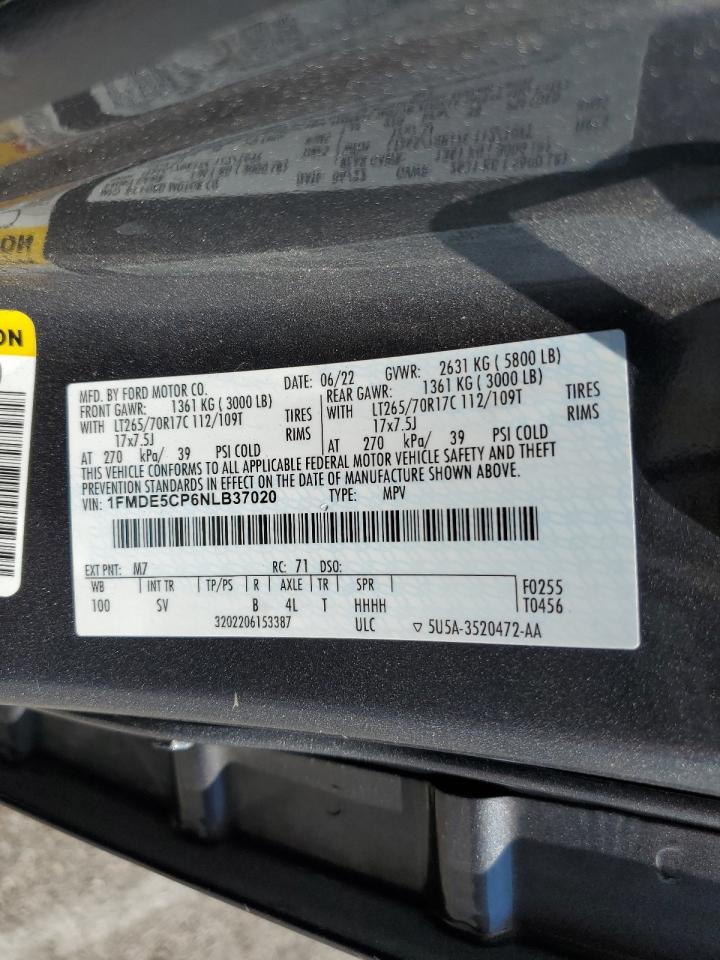 MFD. BY FORD MOTOR CO.
DATE: 06/22 GVWR: 2631 KG ( 5800 LB)
FRONT GAWR: 1361 KG ( 3000 LB) REAR GAWR: 1361 KG ( 3000 LB)
WITH LT265/70R17C 112/109T TIRES WITH LT265/70R17C 112/109T TIRES
17x7.5J RIMS 17x7.5J RIMS
AT 270 kPa/ 39 PSI COLD AT 270 kPa/ 39 PSI COLD
THIS VEHICLE CONFORMS TO ALL APPLICABLE FEDERAL MOTOR VEHICLE SAFETY AND THEFT
PREVENTION STANDARDS IN EFFECT ON THE DATE OF MANUFACTURE SHOWN ABOVE.
VIN: 1FMDE5CP6NLB37020 TYPE: MPV
EXT PNT: M7 RC: 71 DSO:
WB INT TR TP/PS R AXLE TR SPR F0255
100 SV B 4L T HHHH T0456
3202206153387 ULC ▽ 5U5A-3520472-AA
ON